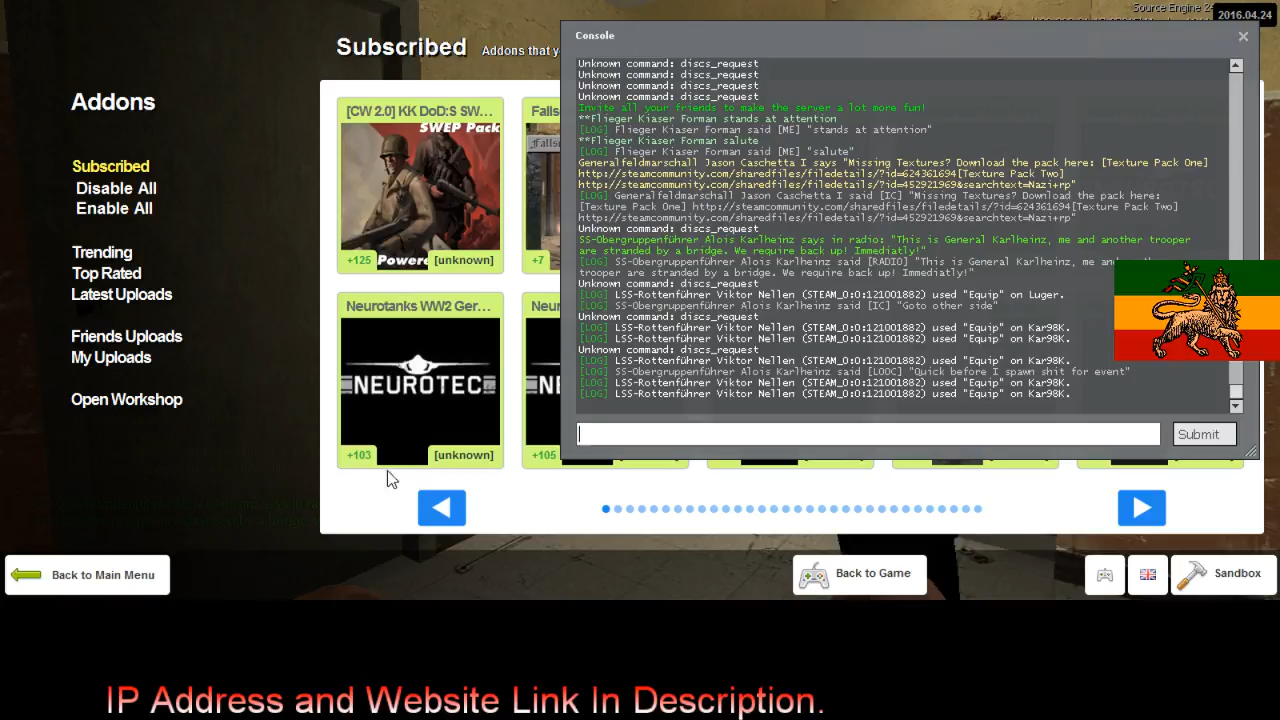 Source Engine 2
2016.04.24
Subscribed
Addons that y
Addons
Subscribed
Disable All
Enable All
Trending
Top Rated
Latest Uploads
Friends Uploads
My Uploads
Open Workshop
[CW 2.0] KK DoD:S SW...
SWEP Pack
Powere
+125
[unknown]
Falls
+7
Neurotanks WW2 Ger...
NEUROTEC
+103
[unknown]
Neur
+105
Console
Unknown command: discs_request
Unknown command: discs_request
Unknown command: discs_request
Unknown command: discs_request
Invite all your friends to make the server a lot more fun!
**Flieger Kiaser Forman stands at attention
[LOG] Flieger Kiaser Forman said [ME] "stands at attention"
**Flieger Kiaser Forman salute
[LOG] Flieger Kiaser Forman said [ME] "salute"
Generalfeldmarschall Jason Caschetta I says "Missing Textures? Download the pack here: [Texture Pack One]
http://steamcommunity.com/sharedfiles/filedetails/?id=624361694[Texture Pack Two]
http://steamcommunity.com/sharedfiles/filedetails/?id=452921969&searchtext=Nazi+rp"
[LOG] Generalfeldmarschall Jason Caschetta I said [IC] "Missing Textures? Download the pack here:
[Texture Pack One] http://steamcommunity.com/sharedfiles/filedetails/?id=624361694[Texture Pack Two]
http://steamcommunity.com/sharedfiles/filedetails/?id=452921969&searchtext=Nazi+rp"
Unknown command: discs_request
SS-Obergruppenführer Alois Karlheinz says in radio: "This is General Karlheinz, me and another trooper
are stranded by a bridge. We require back up! Immediatly!"
[LOG] SS-Obergruppenführer Alois Karlheinz said [RADIO] "This is General Karlheinz, me an
trooper are stranded by a bridge. We require back up! Immediatly!"
Unknown command: discs_request
[LOG] LSS-Rottenführer Viktor Nellen (STEAM_0:0:121001882) used "Equip" on Luger.
[LOG] SS-Obergruppenführer Alois Karlheinz said [IC] "Goto other side"
Unknown command: discs_request
[LOG] LSS-Rottenführer Viktor Nellen (STEAM_0:0:121001882) used "Equip" on Kar98K.
[LOG] LSS-Rottenführer Viktor Nellen (STEAM_0:0:121001882) used "Equip" on Kar98K.
Unknown command: discs_request
[LOG] LSS-Rottenführer Viktor Nellen (STEAM_0:0:121001882) used "Equip" on Kar98K.
[LOG] SS-Obergruppenführer Alois Karlheinz said [LOOC] "Quick before I spawn shit for event"
[LOG] LSS-Rottenführer Viktor Nellen (STEAM_0:0:121001882) used "Equip" on Kar98K.
[LOG] LSS-Rottenführer Viktor Nellen (STEAM_0:0:121001882) used "Equip" on Kar98K.
Submit
Back to Main Menu
Back to Game
Sandbox
IP Address and Website Link In Description.